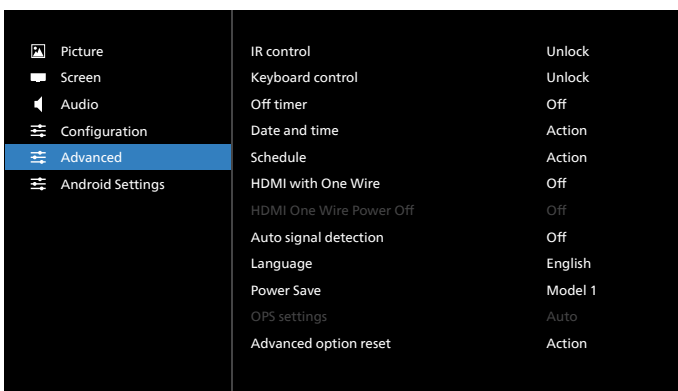 Picture
Screen
Audio
Configuration
Advanced
Android Settings
IR control Unlock
Keyboard control Unlock
Off timer Off
Date and time Action
Schedule Action
HDMI with One Wire Off
HDMI One Wire Power Off Off
Auto signal detection Off
Language English
Power Save Model 1
OPS settings Auto
Advanced option reset Action